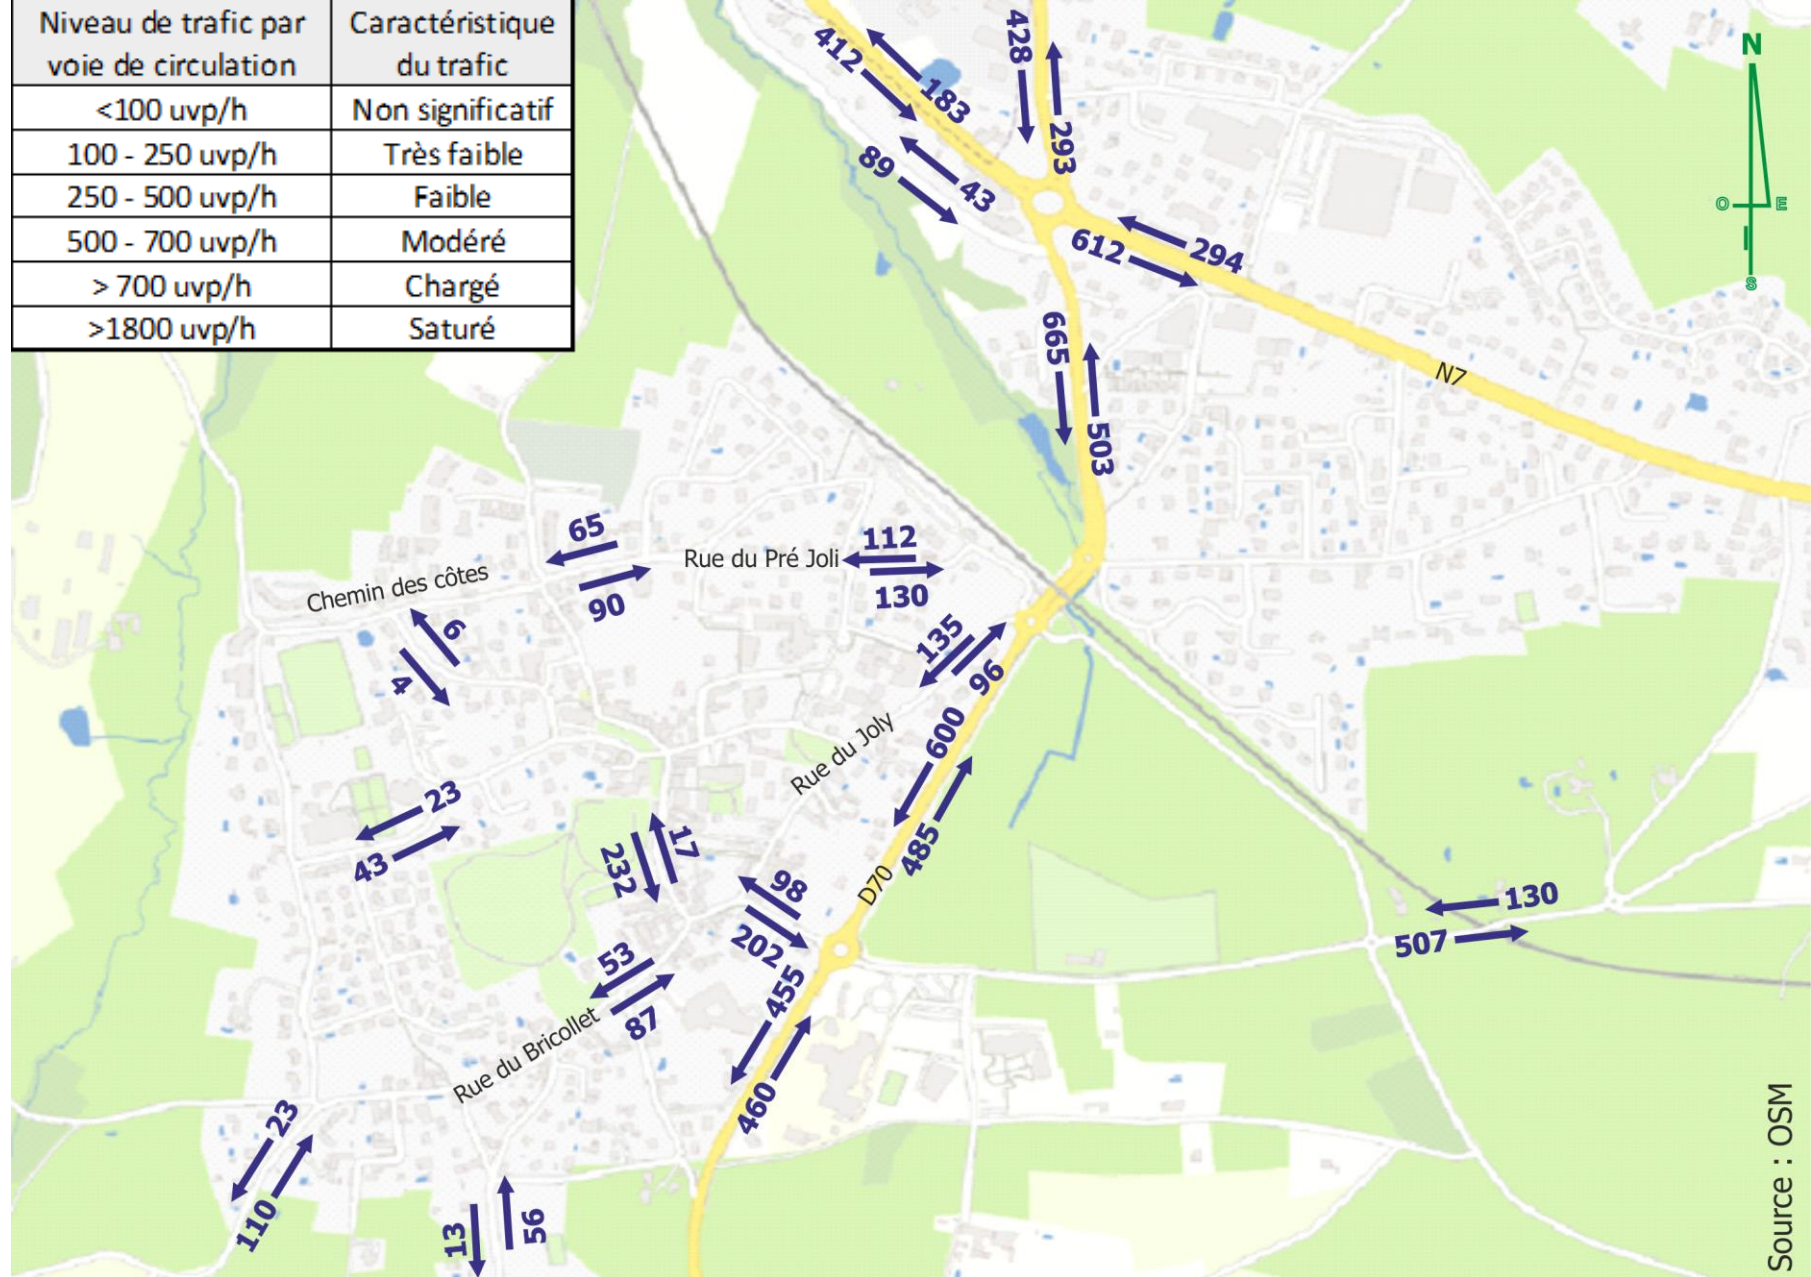 Niveau de trafic par
voie de circulation
Caractéristique
du trafic
<100 uvp/h
Non significatif
100 - 250 uvp/h
Très faible
250 - 500 uvp/h
Faible
500 - 700 uvp/h
Modéré
> 700 uvp/h
Chargé
>1800 uvp/h
Saturé
412
183
428
293
89
43
612
294
N
O
E
S
665
503
N7
65
90
Chemin des côtes
Rue du Pré Joli
112
130
6
4
135
96
Rue du Joly
600
485
D70
23
43
232
17
98
202
130
507
53
87
Rue du Bricollet
455
460
23
110
13
56
Source : OSM